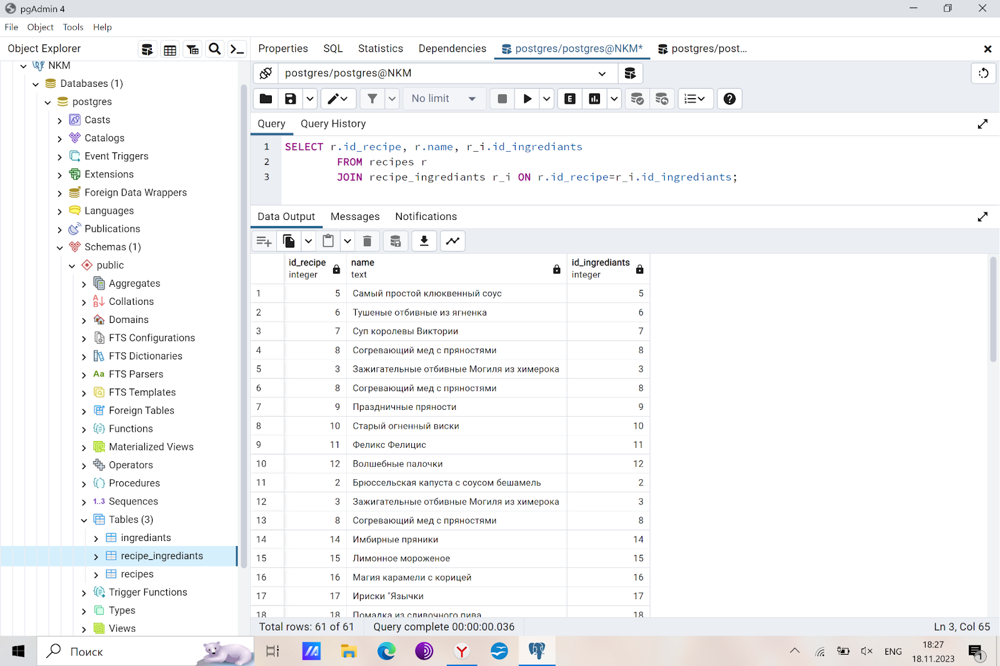 pgAdmin 4
File Object Tools Help
Object Explorer
Properties SQL Statistics Dependencies postgres/postgres@NKM* postgres/post...
NKM
Databases (1)
postgres
Casts
Catalogs
Event Triggers
Extensions
Foreign Data Wrappers
Languages
Publications
Schemas (1)
public
Aggregates
Collations
Domains
FTS Configurations
FTS Dictionaries
Aa FTS Parsers
FTS Templates
Foreign Tables
Functions
Materialized Views
Operators
Procedures
1..3 Sequences
Tables (3)
ingrediants
recipe_ingrediants
recipes
Trigger Functions
Types
Views
postgres/postgres@NKM
No limit
E
Query Query History
1 SELECT r.id_recipe, r.name, r_i.id_ingrediants
2 FROM recipes r
3 JOIN recipe_ingrediants r_i ON r.id_recipe=r_i.id_ingrediants;
Data Output Messages Notifications
id_recipe name id_ingrediants
integer text integer
1 5 Самый простой клюквенный соус 5
2 6 Тушеные отбивные из ягненка 6
3 7 Суп королевы Виктории 7
4 8 Согревающий мед с пряностями 8
5 3 Зажигательные отбивные Могиля из химерока 3
6 8 Согревающий мед с пряностями 8
7 9 Праздничные пряности 9
8 10 Старый огненный виски 10
9 11 Феликс Фелицис 11
10 12 Волшебные палочки 12
11 2 Брюссельская капуста с соусом бешамель 2
12 3 Зажигательные отбивные Могиля из химерока 3
13 8 Согревающий мед с пряностями 8
14 14 Имбирные пряники 14
15 15 Лимонное мороженое 15
16 16 Магия карамели с корицей 16
17 17 Ириски "Язычки 17
18 18 Помадка из сливочного пива 18
Total rows: 61 of 61 Query complete 00:00:00.036 Ln 3, Col 65
Поиск
ENG
18:27
18.11.2023
1